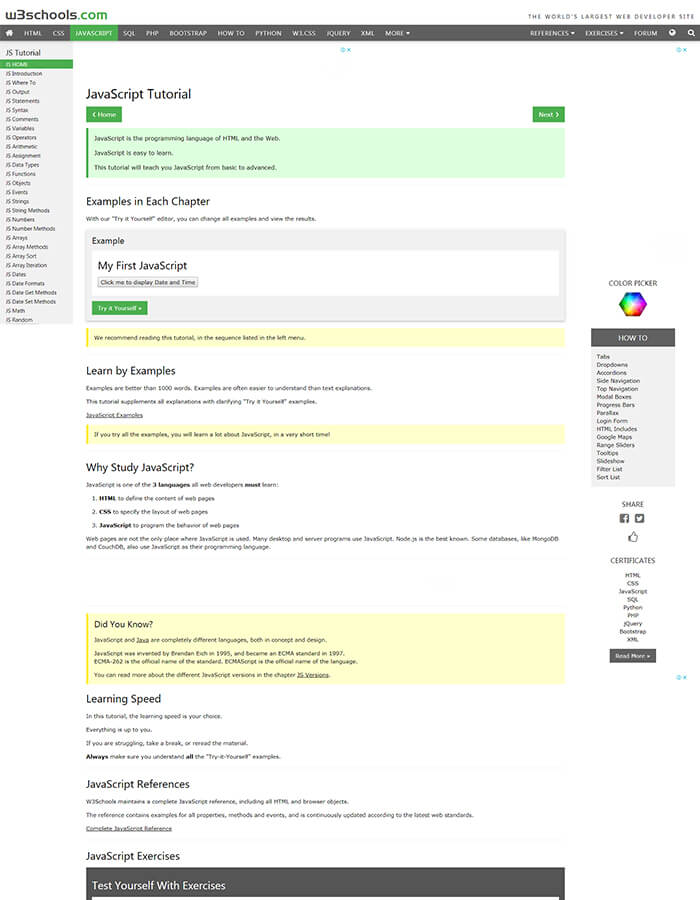 w3schools.com
THE WORLD'S LARGEST WEB DEVELOPER SITE
HTML CSS JAVASCRIPT SQL PHP BOOTSTRAP HOW TO PYTHON W3.CSS JQUERY XML MORE REFERENCES EXERCISES FORUM
JS Tutorial
JS HOME
JS Introduction
JS Where To
JS Output
JS Statements
JS Syntax
JS Comments
JS Variables
JS Operators
JS Arithmetic
JS Assignment
JS Data Types
JS Functions
JS Objects
JS Events
JS Strings
JS String Methods
JS Numbers
JS Number Methods
JS Arrays
JS Array Methods
JS Array Sort
JS Array Iteration
JS Dates
JS Date Formats
JS Date Get Methods
JS Date Set Methods
JS Math
JS Random
JavaScript Tutorial
❮ Home
Next ❯
JavaScript is the programming language of HTML and the Web.
JavaScript is easy to learn.
This tutorial will teach you JavaScript from basic to advanced.
Examples in Each Chapter
With our "Try it Yourself" editor, you can change all examples and view the results.
Example
My First JavaScript
Click me to display Date and Time
Try it Yourself »
We recommend reading this tutorial, in the sequence listed in the left menu.
Learn by Examples
Examples are better than 1000 words. Examples are often easier to understand than text explanations.
This tutorial supplements all explanations with clarifying "Try it Yourself" examples.
JavaScript Examples
If you try all the examples, you will learn a lot about JavaScript, in a very short time!
Why Study JavaScript?
JavaScript is one of the 3 languages all web developers must learn:
1. HTML to define the content of web pages
2. CSS to specify the layout of web pages
3. JavaScript to program the behavior of web pages
Web pages are not the only place where JavaScript is used. Many desktop and server programs use JavaScript. Node.js is the best known. Some databases, like MongoDB
and CouchDB, also use JavaScript as their programming language.
Did You Know?
JavaScript and Java are completely different languages, both in concept and design.
JavaScript was invented by Brendan Eich in 1995, and became an ECMA standard in 1997.
ECMA-262 is the official name of the standard. ECMAScript is the official name of the language.
You can read more about the different JavaScript versions in the chapter JS Versions.
Learning Speed
In this tutorial, the learning speed is your choice.
Everything is up to you.
If you are struggling, take a break, or reread the material.
Always make sure you understand all the "Try-it-Yourself" examples.
JavaScript References
W3Schools maintains a complete JavaScript reference, including all HTML and browser objects.
The reference contains examples for all properties, methods and events, and is continuously updated according to the latest web standards.
Complete JavaScript Reference
JavaScript Exercises
Test Yourself With Exercises
COLOR PICKER
HOW TO
Tabs
Dropdowns
Accordions
Side Navigation
Top Navigation
Modal Boxes
Progress Bars
Parallax
Login Form
HTML Includes
Google Maps
Range Sliders
Tooltips
Slideshow
Filter List
Sort List
SHARE
CERTIFICATES
HTML
CSS
JavaScript
SQL
Python
PHP
jQuery
Bootstrap
XML
Read More »